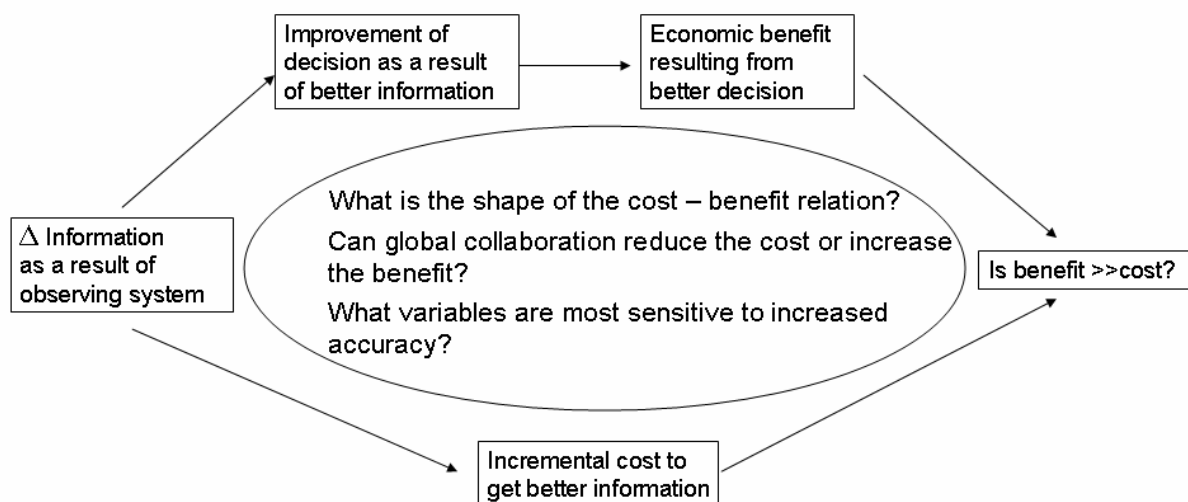 Improvement of
decision as a result
of better information
Economic benefit
resulting from
better decision
What is the shape of the cost – benefit relation?
Can global collaboration reduce the cost or increase
the benefit?
What variables are most sensitive to increased
accuracy?
Δ Information
as a result of
observing system
Is benefit >>cost?
Incremental cost to
get better information